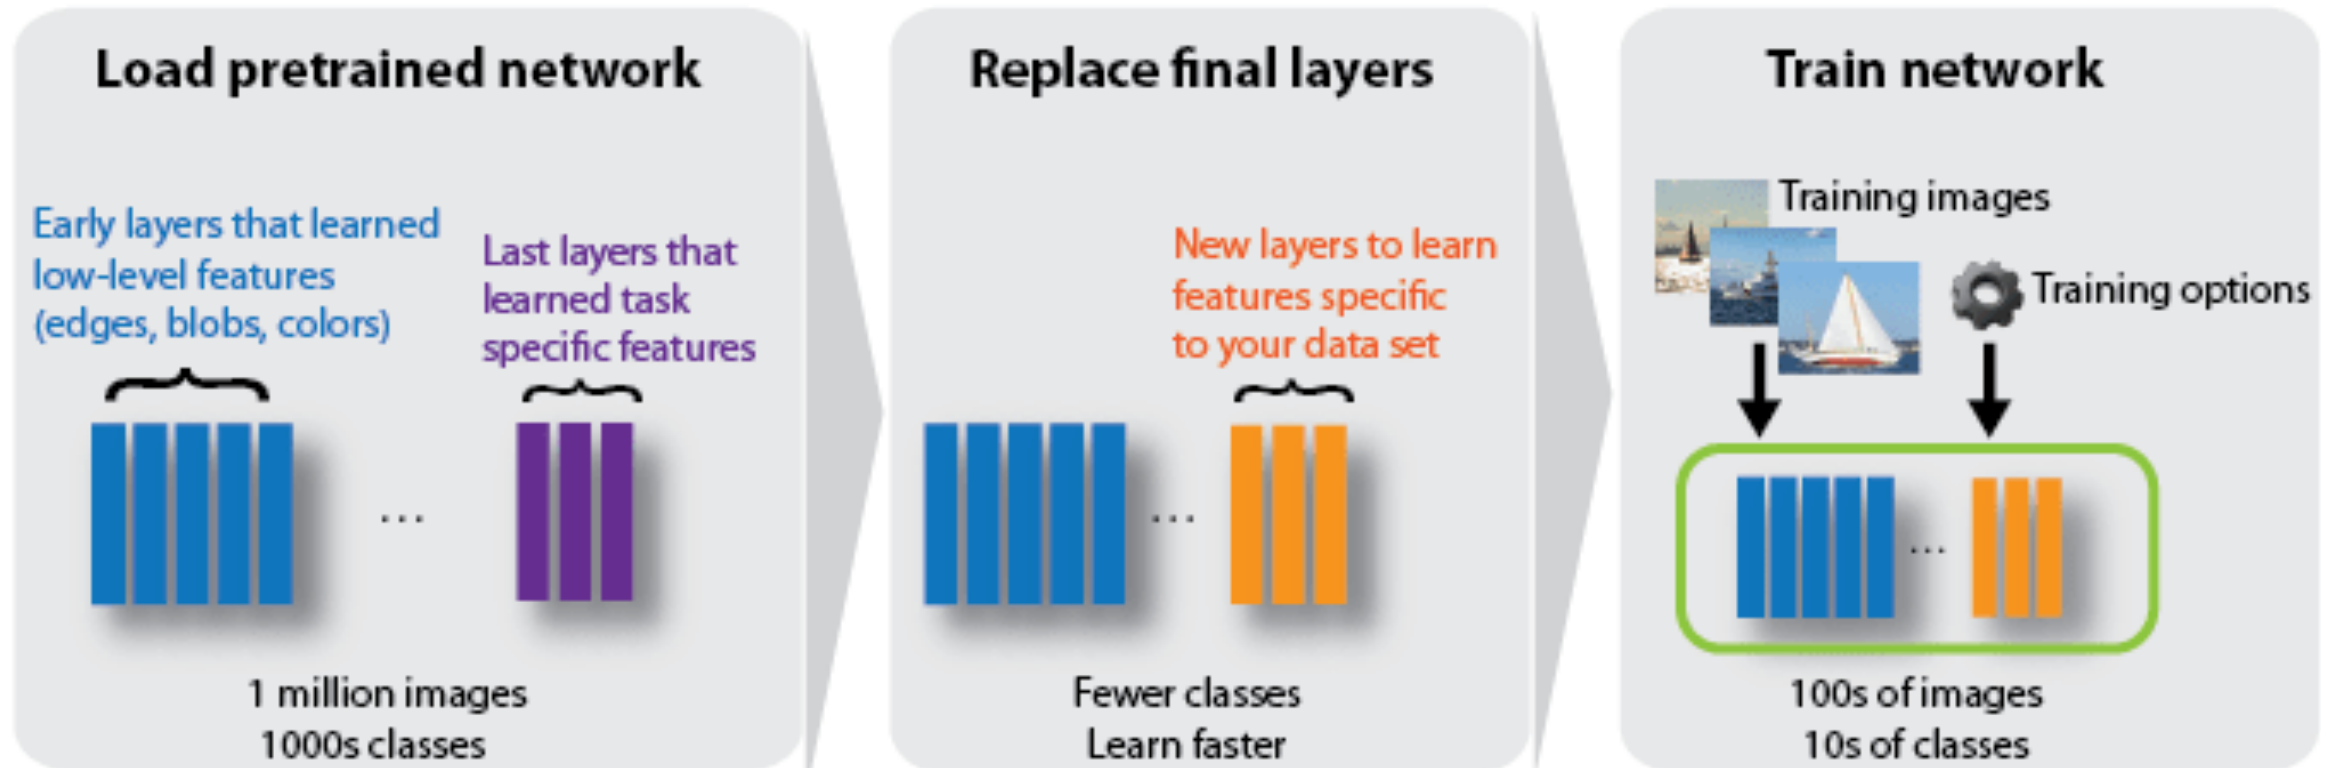 Load pretrained network
Early layers that learned
low-level features
(edges, blobs, colors)
Last layers that
learned task
specific features
...
1 million images
1000s classes
Replace final layers
New layers to learn
features specific
to your data set
...
Fewer classes
Learn faster
Train network
Training images
Training options
...
100s of images
10s of classes